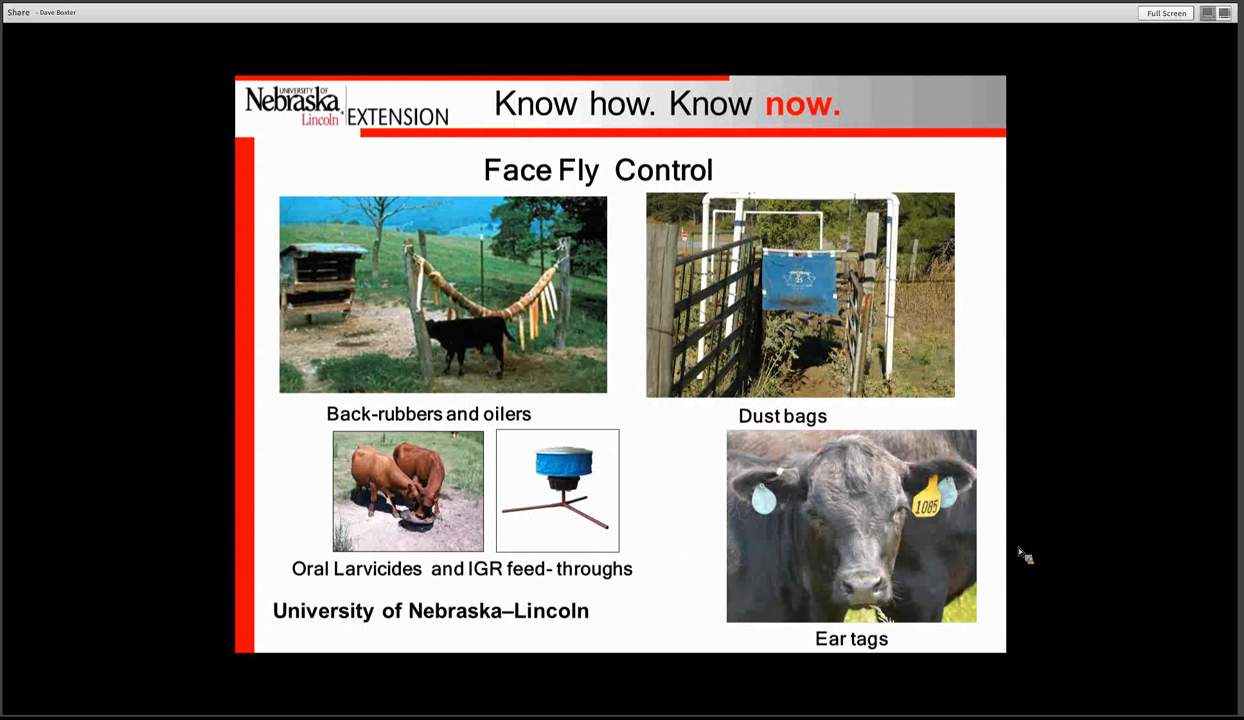 Share - Dave Boxler
Full Screen
UNIVERSITY OF
Nebraska
Lincoln
EXTENSION
Know how. Know now.
Face Fly Control
Back-rubbers and oilers
Dust bags
1085
Oral Larvicides and IGR feed-throughs
University of Nebraska–Lincoln
Ear tags